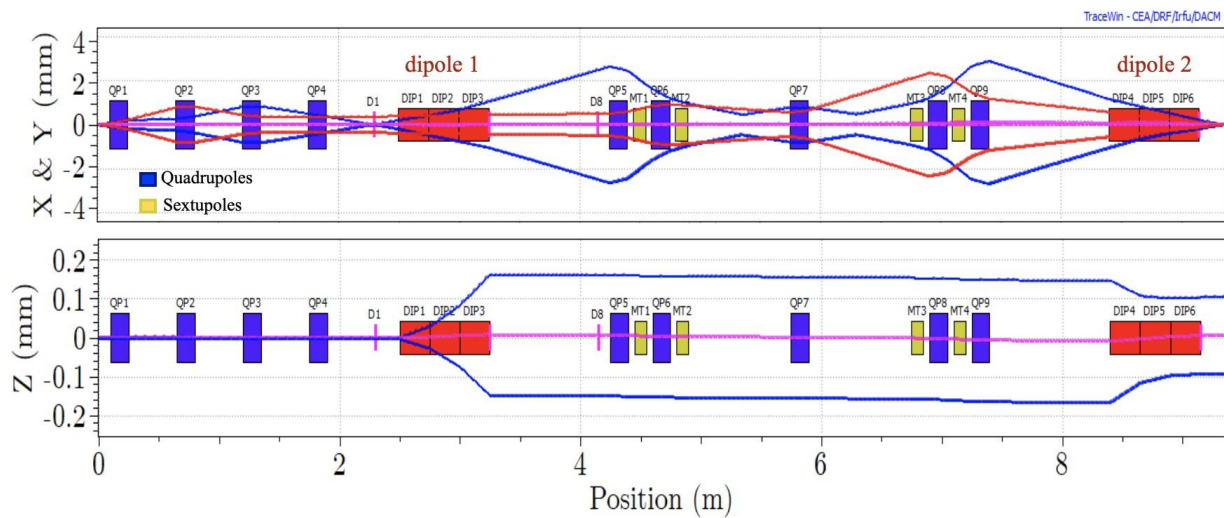 TraceWin - CEA/DRF/Irfu/DACM
X & Y (mm)
4
2
0
-2
-4
dipole 1
dipole 2
QP1 QP2 QP3 QP4 D1 DIP1 DIP2 DIP3 D8 QP5 MT1 QP6 MT2 QP7 MT3 QP8 MT4 QP9 DIP4 DIP5 DIP6
Quadrupoles
Sextupoles
Z (mm)
0.2
0.1
0
-0.1
-0.2
QP1 QP2 QP3 QP4 D1 DIP1 DIP2 DIP3 D8 QP5 MT1 QP6 MT2 QP7 MT3 QP8 MT4 QP9 DIP4 DIP5 DIP6
0 2 4 6 8
Position (m)